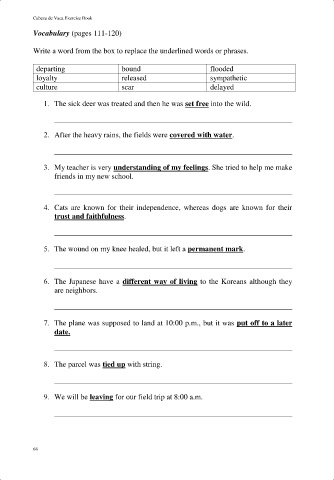 Cabeza de Vaca Exercise Book
Vocabulary (pages 111-120)
Write a word from the box to replace the underlined words or phrases.
departing bound flooded
loyalty released sympathetic
culture scar delayed
1. The sick deer was treated and then he was set free into the wild.
2. After the heavy rains, the fields were covered with water.
3. My teacher is very understanding of my feelings. She tried to help me make
friends in my new school.
4. Cats are known for their independence, whereas dogs are known for their
trust and faithfulness.
5. The wound on my knee healed, but it left a permanent mark.
6. The Japanese have a different way of living to the Koreans although they
are neighbors.
7. The plane was supposed to land at 10:00 p.m., but it was put off to a later
date.
8. The parcel was tied up with string.
9. We will be leaving for our field trip at 8:00 a.m.